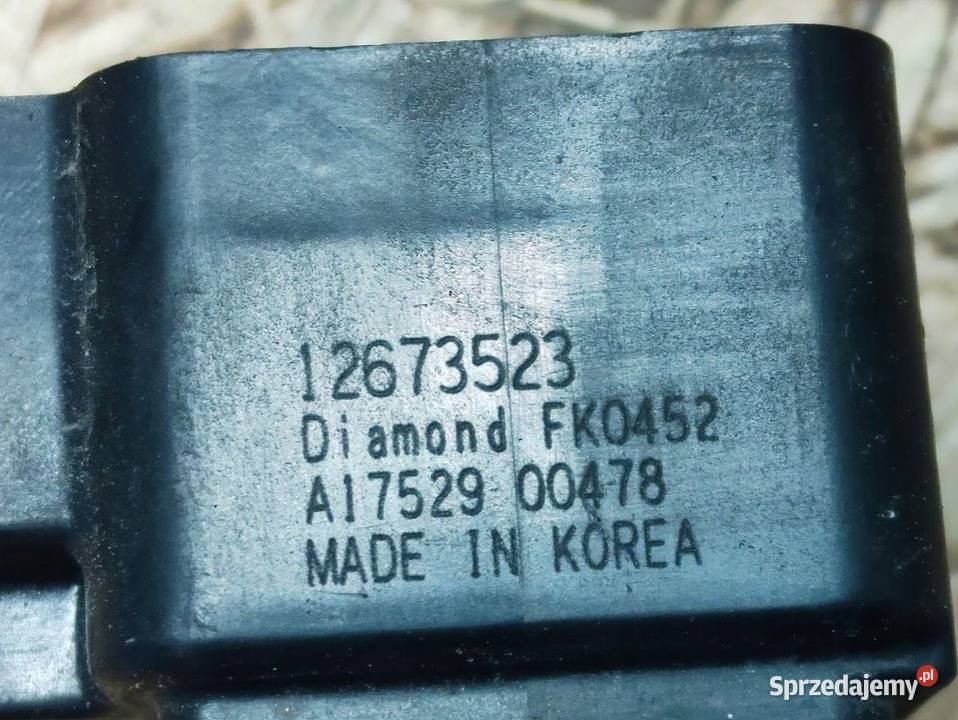 12673523
Diamond FK0452
A17529 00478
MADE IN KOREA
Sprzedajemy.pl